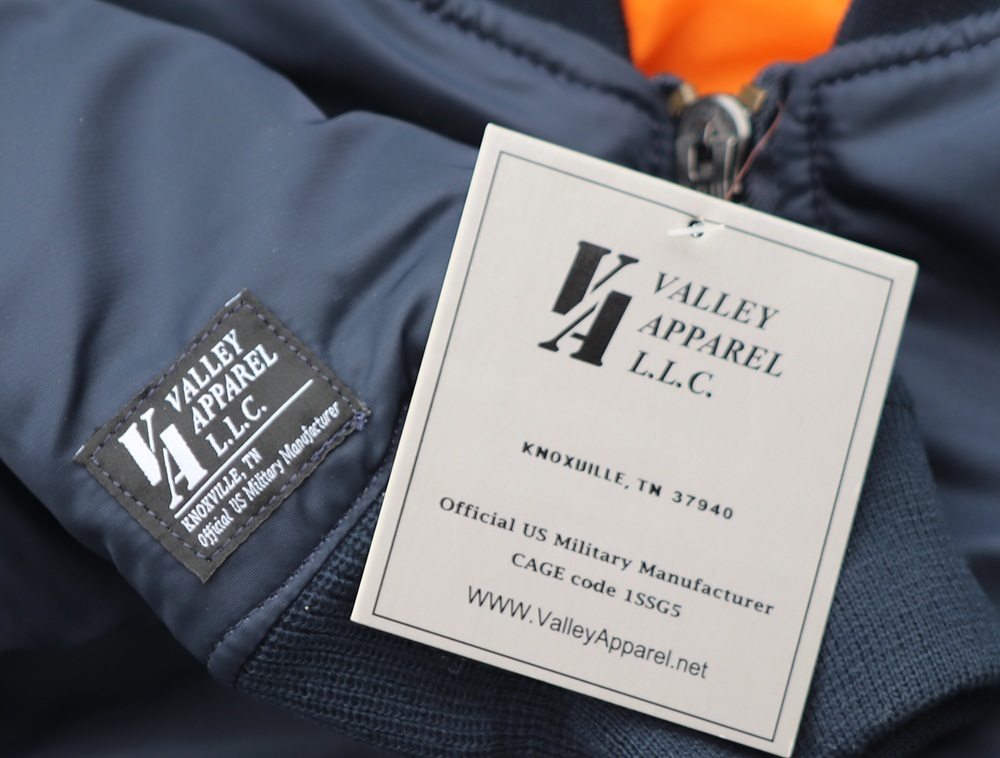 VA
VALLEY
APPAREL
L.L.C.
KNOXVILLE, TN
Official US Military Manufacturer
VA
VALLEY
APPAREL
L.L.C.
KNOXUILLE, TN 37940
Official US Military Manufacturer
CAGE code 1SSG5
WWW.ValleyApparel.net